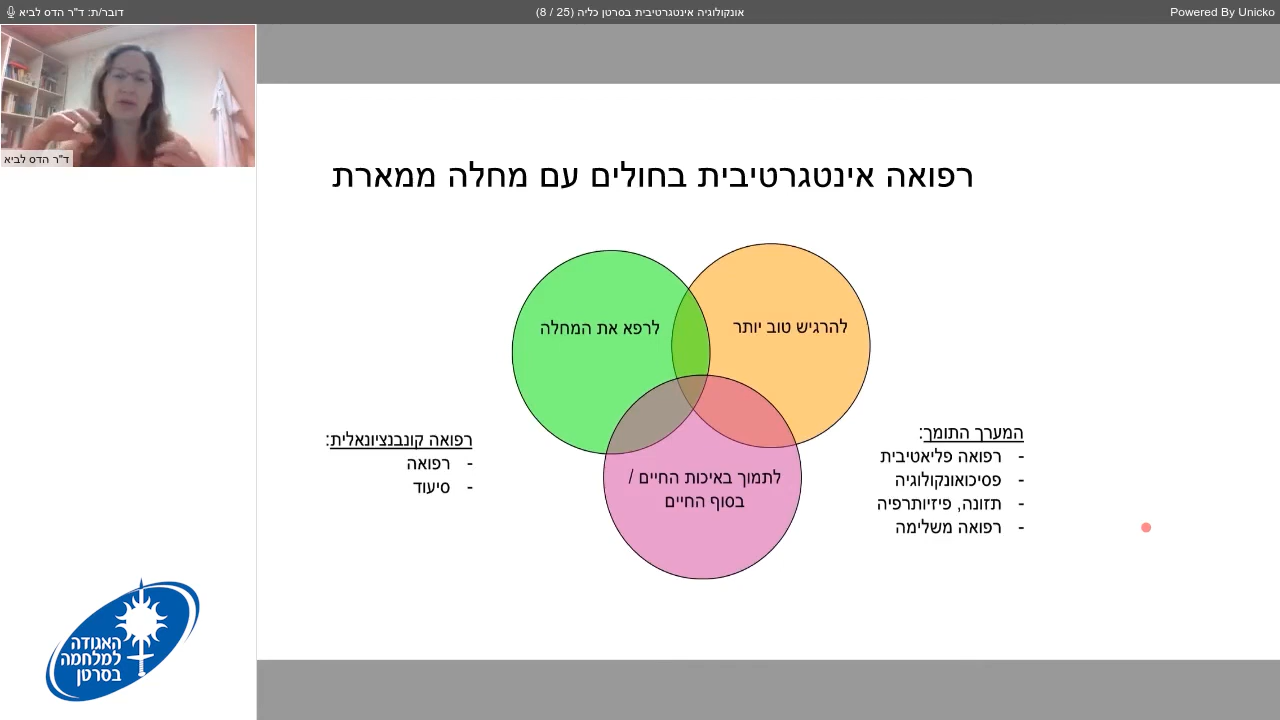 דובר/ת: ד"ר הדס לביא
אונקולוגיה אינטגרטיבית בסרטן כליה (25 / 8)
Powered By Unicko
ד"ר הדס לביא
רפואה אינטגרטיבית בחולים עם מחלה ממארת
להרגיש טוב יותר
לרפא את המחלה
לתמוך באיכות החיים /
בסוף החיים
המערך התומך:
- רפואה פליאטיבית
- פסיכואונקולוגיה
- תזונה, פיזיותרפיה
- רפואה משלימה
רפואה קונבנציונאלית:
- רפואה
- סיעוד
האגודה
למלחמה
בסרטן